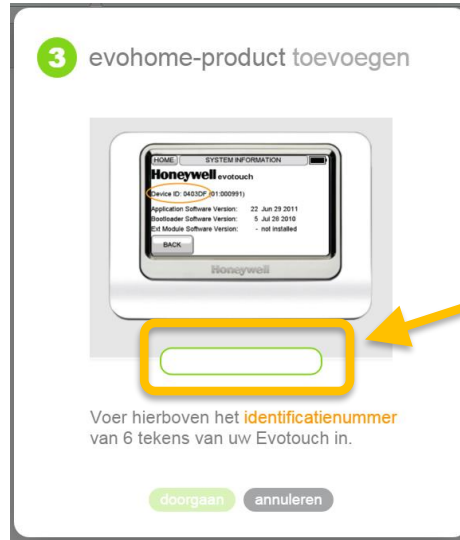 3 evohome-product toevoegen
HOME SYSTEM INFORMATION
Honeywell evotouch
Device ID: 0403DF (01:000991)
Application Software Version: 22 Jun 29 2011
Bootloader Software Version: 5 Jul 28 2010
Ext Module Software Version: - not installed
BACK
Honeywell
Voer hierboven het identificatienummer
van 6 tekens van uw Evotouch in.
doorgaan annuleren